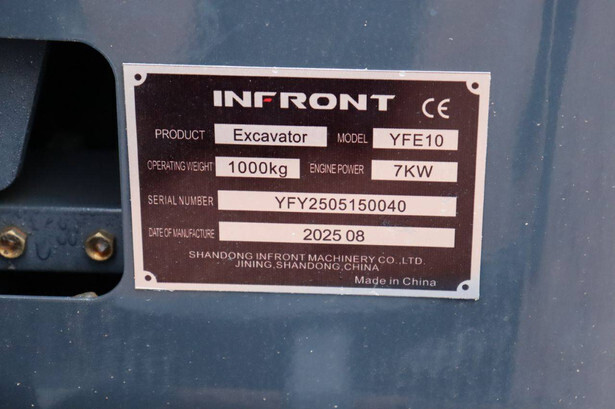 INFRONT CE
PRODUCT Excavator MODEL YFE10
OPERATING WEIGHT 1000kg ENGINE POWER 7KW
SERIAL NUMBER YFY2505150040
DATE OF MANUFACTURE 2025 08
SHANDONG INFRONT MACHINERY CO.,LTD.
JINING,SHANDONG,CHINA
Made in China